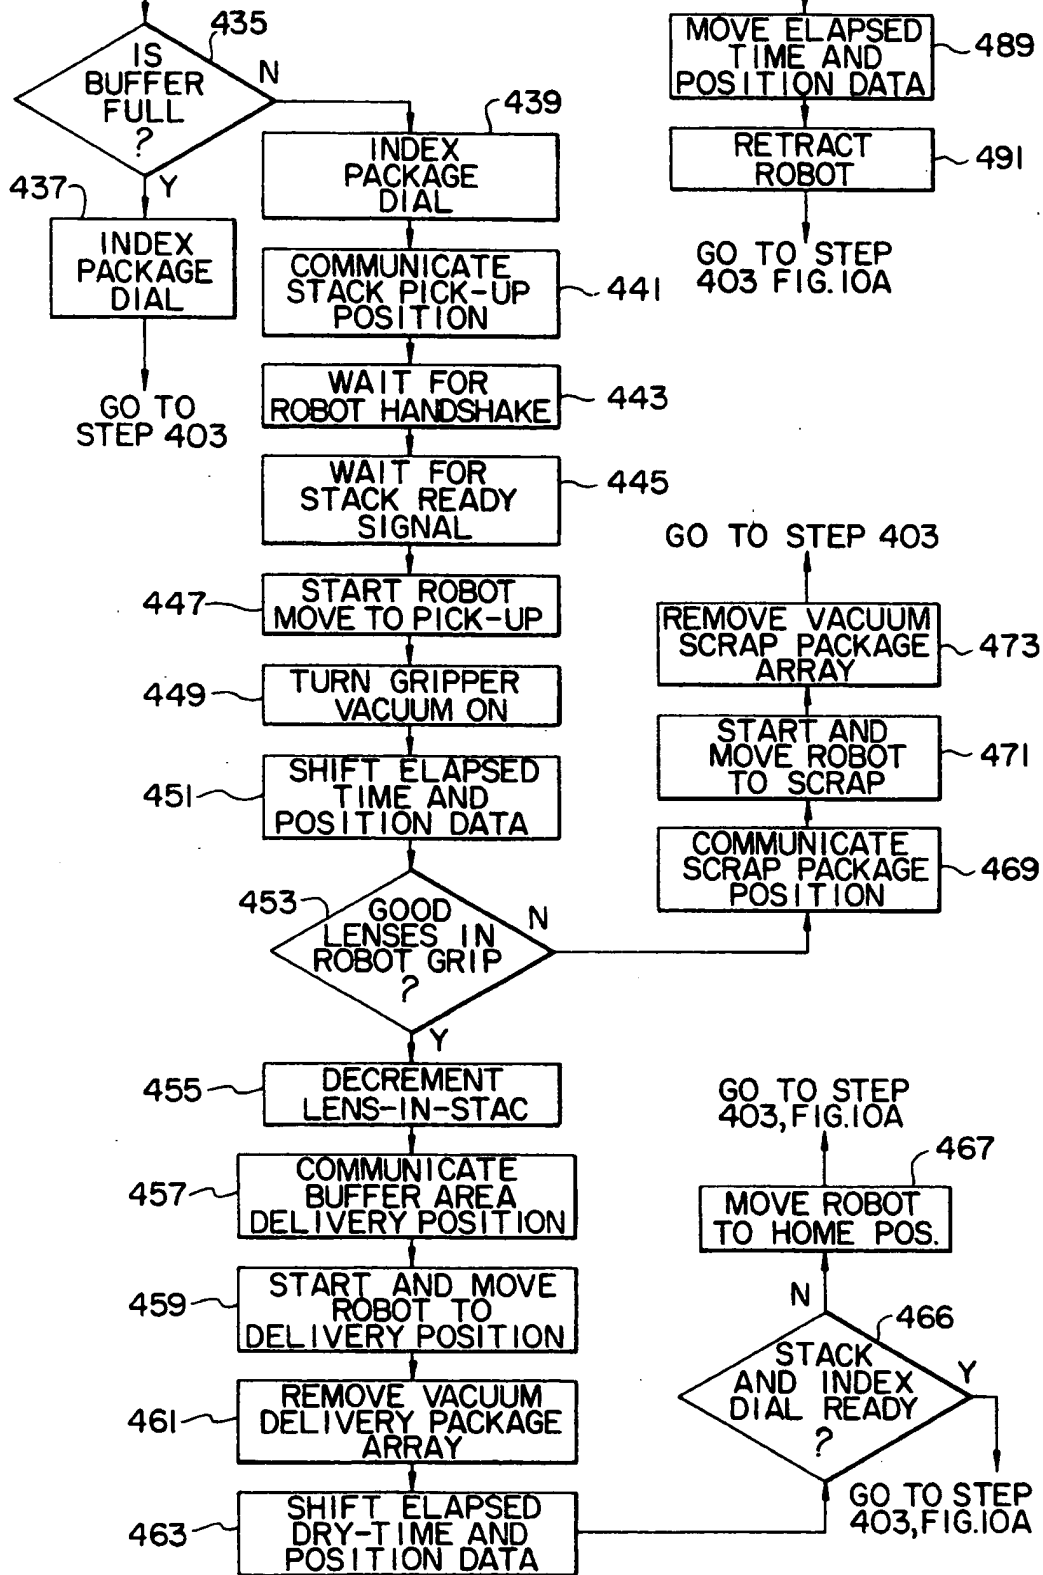 435
IS
BUFFER
FULL
?
N
Y
437
INDEX
PACKAGE
DIAL
GO TO
STEP 403
439
INDEX
PACKAGE
DIAL
COMMUNICATE
STACK PICK-UP
POSITION
441
WAIT FOR
ROBOT HANDSHAKE
443
WAIT FOR
STACK READY
SIGNAL
445
447
START ROBOT
MOVE TO PICK-UP
449
TURN GRIPPER
VACUUM ON
451
SHIFT ELAPSED
TIME AND
POSITION DATA
453
GOOD
LENSES IN
ROBOT GRIP
?
N
Y
455
DECREMENT
LENS-IN-STAC
457
COMMUNICATE
BUFFER AREA
DELIVERY POSITION
459
START AND MOVE
ROBOT TO
DELIVERY POSITION
461
REMOVE VACUUM
DELIVERY PACKAGE
ARRAY
463
SHIFT ELAPSED
DRY-TIME AND
POSITION DATA
MOVE ELAPSED
TIME AND
POSITION DATA
489
RETRACT
ROBOT
491
GO TO STEP
403 FIG.10A
GO TO STEP 403
REMOVE VACUUM
SCRAP PACKAGE
ARRAY
473
START AND
MOVE ROBOT
TO SCRAP
471
COMMUNICATE
SCRAP PACKAGE
POSITION
469
GO TO STEP
403, FIG.10A
467
MOVE ROBOT
TO HOME POS.
N
466
STACK
AND INDEX
DIAL READY
?
Y
GO TO STEP
403, FIG.10A